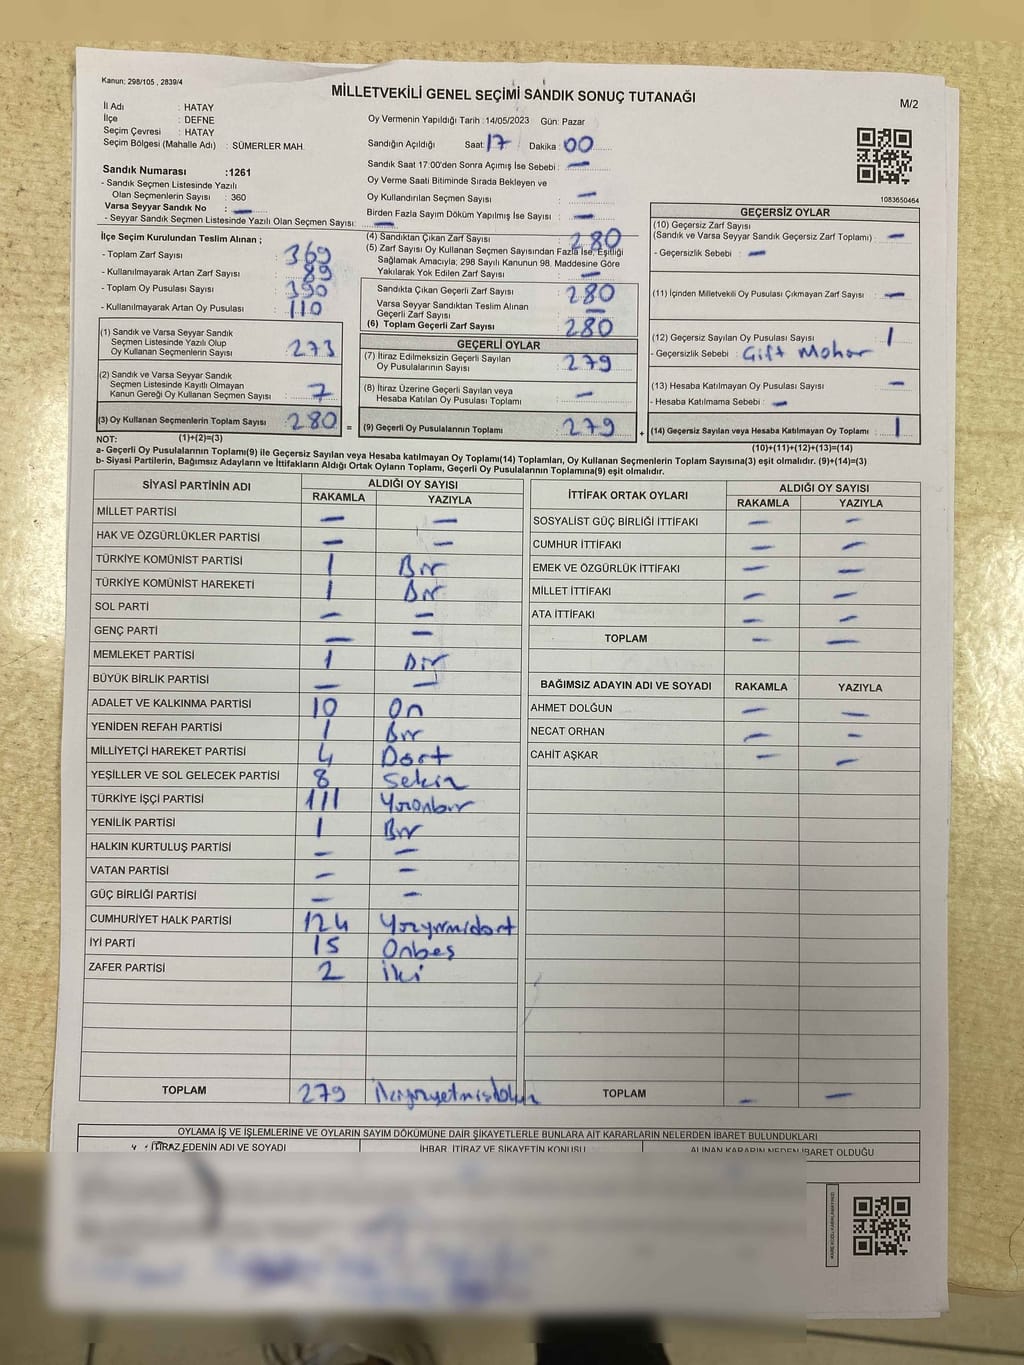 Kanun: 298/105 , 2839/4
MİLLETVEKİLİ GENEL SEÇİMİ SANDIK SONUÇ TUTANAĞI
M/2
İl Adı : HATAY
İlçe : DEFNE
Seçim Çevresi : HATAY
Seçim Bölgesi (Mahalle Adı) : SÜMERLER MAH.
Oy Vermenin Yapıldığı Tarih :14/05/2023 Gün: Pazar
Sandığın Açıldığı Saat: 17 Dakika : 00
Sandık Saat 17:00'den Sonra Açımış İse Sebebi : —
Oy Verme Saati Bitiminde Sırada Bekleyen ve
Oy Kullandırılan Seçmen Sayısı : —
Birden Fazla Sayım Döküm Yapılmış İse Sayısı : —
Sandık Numarası :1261
- Sandık Seçmen Listesinde Yazılı
Olan Seçmenlerin Sayısı : 360
Varsa Seyyar Sandık No : —
- Seyyar Sandık Seçmen Listesinde Yazılı Olan Seçmen Sayısı: —
1083650464
İlçe Seçim Kurulundan Teslim Alınan ;
- Toplam Zarf Sayısı : 369
- Kullanılmayarak Artan Zarf Sayısı : 89
- Toplam Oy Pusulası Sayısı : 390
- Kullanılmayarak Artan Oy Pusulası : 110
(1) Sandık ve Varsa Seyyar Sandık
Seçmen Listesinde Yazılı Olup
Oy Kullanan Seçmenlerin Sayısı : 273
(2) Sandık ve Varsa Seyyar Sandık
Seçmen Listesinde Kayıtlı Olmayan
Kanun Gereği Oy Kullanan Seçmen Sayısı : 7
(3) Oy Kullanan Seçmenlerin Toplam Sayısı : 280
(4) Sandıktan Çıkan Zarf Sayısı : 280
(5) Zarf Sayısı Oy Kullanan Seçmen Sayısından Fazla İse, Eşitliği
Sağlamak Amacıyla; 298 Sayılı Kanunun 98. Maddesine Göre
Yakılarak Yok Edilen Zarf Sayısı : —
Sandıkta Çıkan Geçerli Zarf Sayısı : 280
Varsa Seyyar Sandıktan Teslim Alınan
Geçerli Zarf Sayısı : —
(6) Toplam Geçerli Zarf Sayısı : 280
GEÇERLİ OYLAR
(7) İtiraz Edilmeksizin Geçerli Sayılan
Oy Pusulalarının Sayısı : 279
(8) İtiraz Üzerine Geçerli Sayılan veya
Hesaba Katılan Oy Pusulası Toplamı : —
= (9) Geçerli Oy Pusulalarının Toplamı : 279
GEÇERSİZ OYLAR
(10) Geçersiz Zarf Sayısı
(Sandık ve Varsa Seyyar Sandık Geçersiz Zarf Toplamı) : —
- Geçersizlik Sebebi : —
(11) İçinden Milletvekili Oy Pusulası Çıkmayan Zarf Sayısı : —
(12) Geçersiz Sayılan Oy Pusulası Sayısı : 1
- Geçersizlik Sebebi : Gift Mohor
(13) Hesaba Katılmayan Oy Pusulası Sayısı : —
- Hesaba Katılmama Sebebi : —
+ (14) Geçersiz Sayılan veya Hesaba Katılmayan Oy Toplamı : 1
NOT: (1)+(2)=(3) (10)+(11)+(12)+(13)=(14)
a- Geçerli Oy Pusulalarının Toplamı(9) ile Geçersiz Sayılan veya Hesaba katılmayan Oy Toplamı(14) Toplamları, Oy Kullanan Seçmenlerin Toplam Sayısına(3) eşit olmalıdır. (9)+(14)=(3)
b- Siyasi Partilerin, Bağımsız Adayların ve İttifakların Aldığı Ortak Oyların Toplamı, Geçerli Oy Pusulalarının Toplamına(9) eşit olmalıdır.
SİYASİ PARTİNİN ADI ALDIĞI OY SAYISI
RAKAMLA YAZIYLA
MİLLET PARTİSİ — —
HAK VE ÖZGÜRLÜKLER PARTİSİ — —
TÜRKİYE KOMÜNİST PARTİSİ 1 Bir
TÜRKİYE KOMÜNİST HAREKETİ 1 Bir
SOL PARTİ — —
GENÇ PARTİ — —
MEMLEKET PARTİSİ 1 Bir
BÜYÜK BİRLİK PARTİSİ — —
ADALET VE KALKINMA PARTİSİ 10 On
YENİDEN REFAH PARTİSİ 1 Bir
MİLLİYETÇİ HAREKET PARTİSİ 4 Dört
YEŞİLLER VE SOL GELECEK PARTİSİ 8 Sekiz
TÜRKİYE İŞÇİ PARTİSİ 111 Yüzonbir
YENİLİK PARTİSİ 1 Bir
HALKIN KURTULUŞ PARTİSİ — —
VATAN PARTİSİ — —
GÜÇ BİRLİĞİ PARTİSİ — —
CUMHURİYET HALK PARTİSİ 124 Yüzyirmidört
İYİ PARTİ 15 Onbeş
ZAFER PARTİSİ 2 İki
TOPLAM 279 ikiyüzyetmişdokuz
İTTİFAK ORTAK OYLARI ALDIĞI OY SAYISI
RAKAMLA YAZIYLA
SOSYALİST GÜÇ BİRLİĞİ İTTİFAKI — —
CUMHUR İTTİFAKI — —
EMEK VE ÖZGÜRLÜK İTTİFAKI — —
MİLLET İTTİFAKI — —
ATA İTTİFAKI — —
TOPLAM — —
BAĞIMSIZ ADAYIN ADI VE SOYADI RAKAMLA YAZIYLA
AHMET DOLĞUN — —
NECAT ORHAN — —
CAHİT AŞKAR — —
TOPLAM — —
OYLAMA İŞ VE İŞLEMLERİNE VE OYLARIN SAYIM DÖKÜMÜNE DAİR ŞİKAYETLERLE BUNLARA AİT KARARLARIN NELERDEN İBARET BULUNDUKLARI
İTİRAZ EDENİN ADI VE SOYADI İHBAR, İTİRAZ VE ŞİKAYETİN KONUSU ALINAN KARARIN NEDEN İBARET OLDUĞU